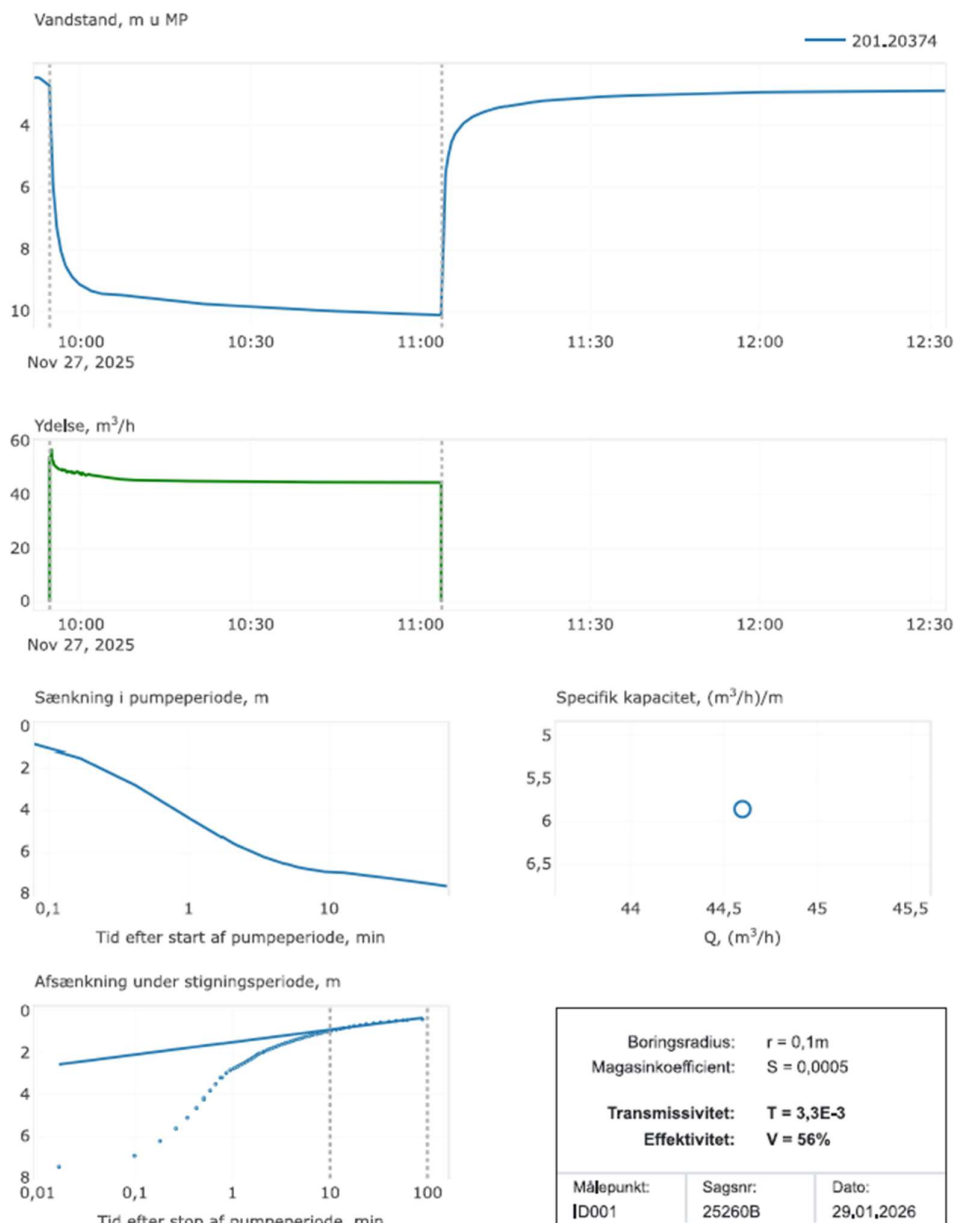 Vandstand, m u MP
201.20374
4
6
8
10
10:00 10:30 11:00 11:30 12:00 12:30
Nov 27, 2025
Ydelse, m³/h
60
40
20
0
10:00 10:30 11:00 11:30 12:00 12:30
Nov 27, 2025
Sænkning i pumpeperiode, m
0
2
4
6
8
0,1 1 10
Tid efter start af pumpeperiode, min
Specifik kapacitet, (m³/h)/m
5
5,5
6
6,5
44 44,5 45 45,5
Q, (m³/h)
Afsænkning under stigningsperiode, m
0
2
4
6
8
0,01 0,1 1 10 100
Tid efter stop af pumpeperiode, min
Boringsradius: r = 0,1m
Magasinkoefficient: S = 0,0005
Transmissivitet: T = 3,3E-3
Effektivitet: V = 56%
Målepunkt: Sagsnr: Dato:
ID001 25260B 29.01.2026